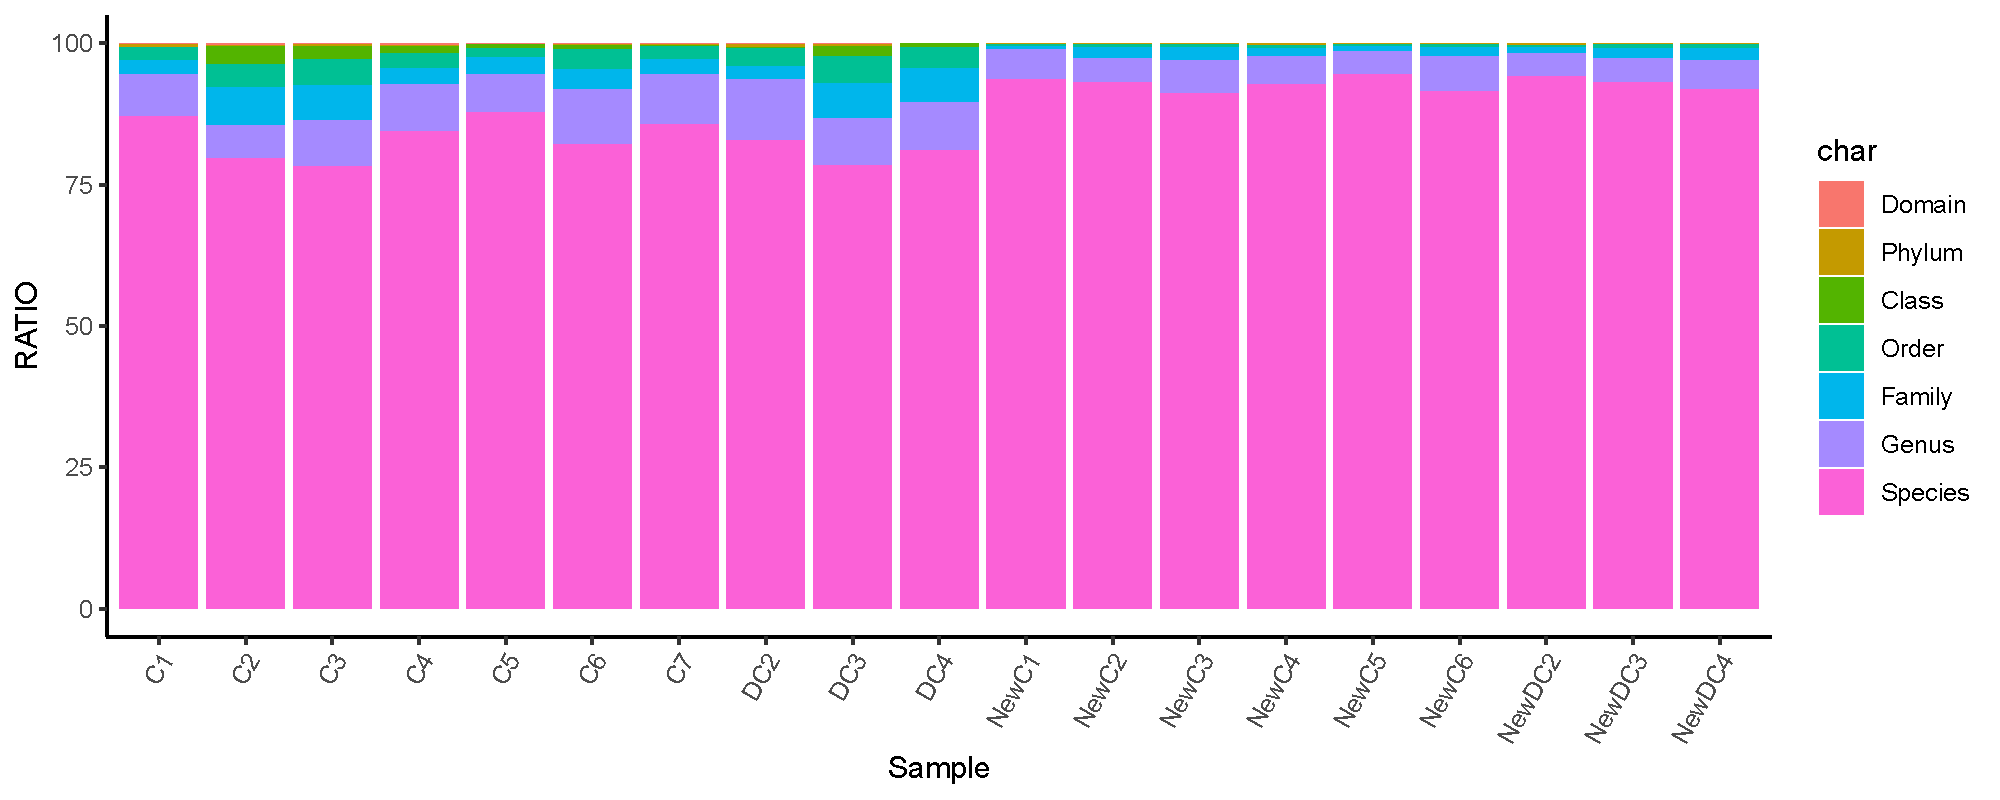 100
75
50
25
0
RATIO
C1
C2
C3
C4
C5
C6
C7
DC2
DC3
DC4
NewC1
NewC2
NewC3
NewC4
NewC5
NewC6
NewDC2
NewDC3
NewDC4
Sample
char
Domain
Phylum
Class
Order
Family
Genus
Species